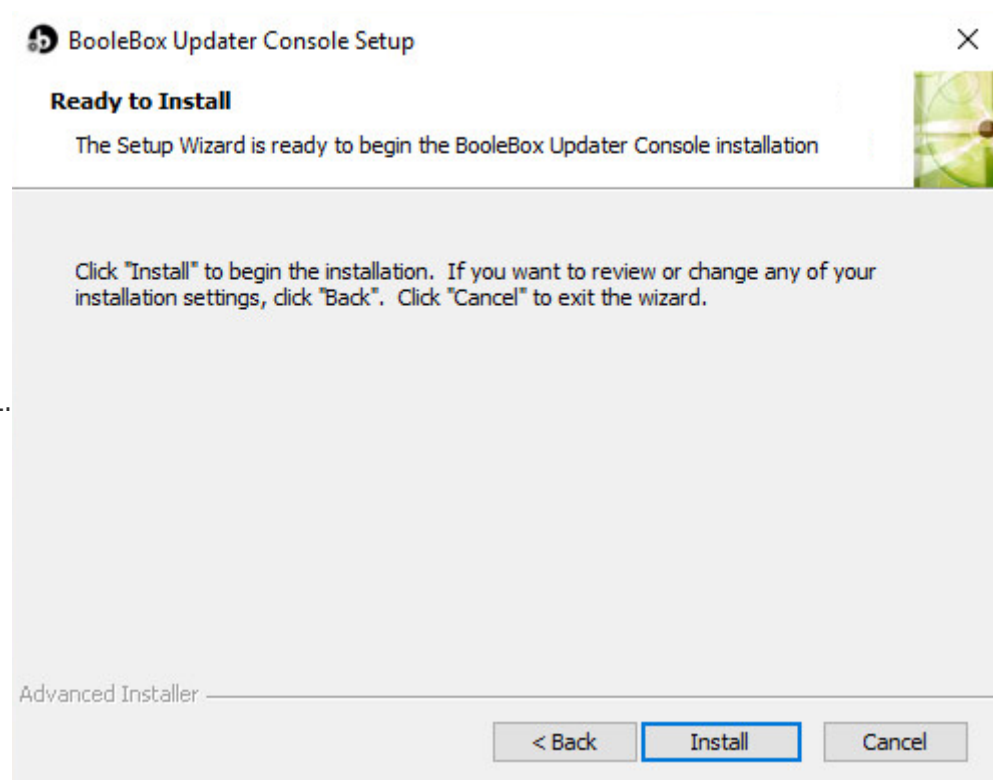 BooleBox Updater Console Setup
Ready to Install
The Setup Wizard is ready to begin the BooleBox Updater Console installation
Click "Install" to begin the installation. If you want to review or change any of your
installation settings, click "Back". Click "Cancel" to exit the wizard.
Advanced Installer
< Back
Install
Cancel